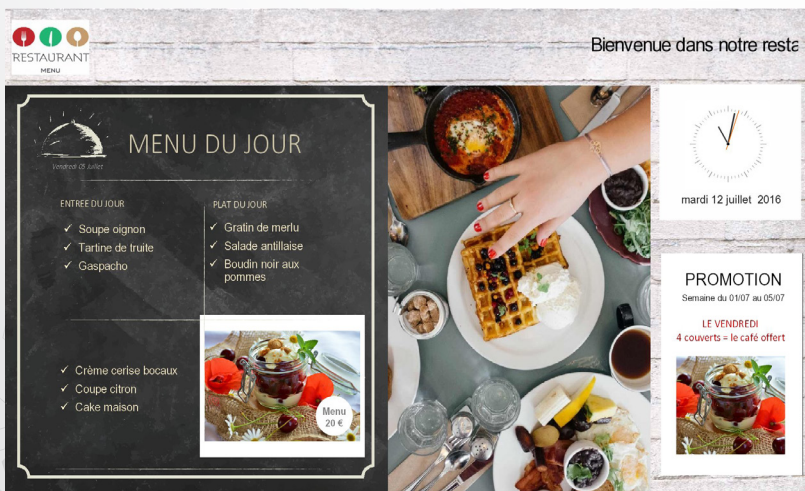 RESTAURANT
MENU
Bienvenue dans notre resta
MENU DU JOUR
Vendredi 05 Juillet
ENTREE DU JOUR
Soupe oignon
Tartine de truite
Gaspacho
PLAT DU JOUR
Gratin de merlu
Salade antillaise
Boudin noir aux
pommes
Crème cerise bocaux
Coupe citron
Cake maison
Menu
20 €
mardi 12 juillet 2016
PROMOTION
Semaine du 01/07 au 05/07
LE VENDREDI
4 couverts = le café offert